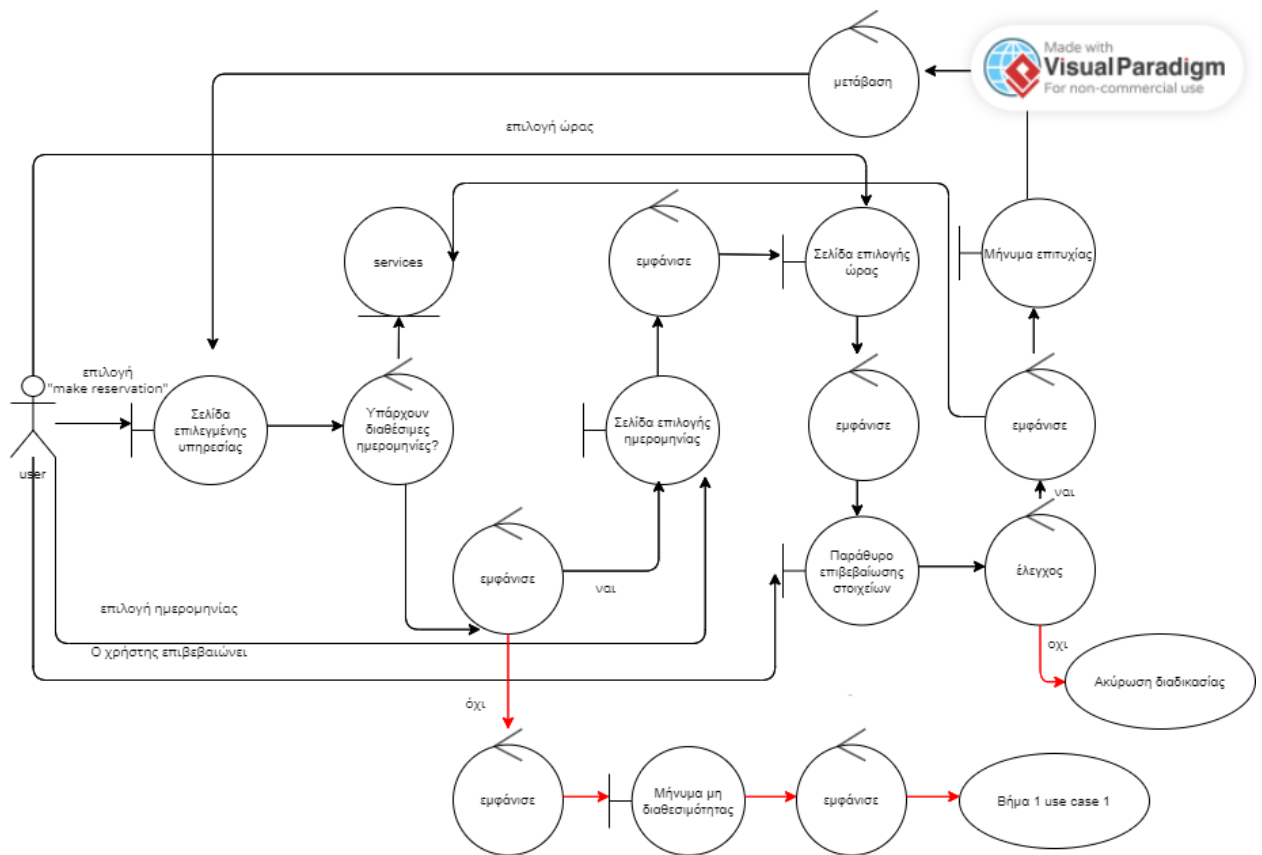 Made with
Visual Paradigm
For non-commercial use
μετάβαση
επιλογή ώρας
services
εμφάνισε
Σελίδα επιλογής
ώρας
Μήνυμα επιτυχίας
επιλογή
"make reservation"
user
Σελίδα
επιλεγμένης
υπηρεσίας
Υπάρχουν
διαθέσιμες
ημερομηνίες?
Σελίδα επιλογής
ημερομηνίας
εμφάνισε
εμφάνισε
ναι
εμφάνισε
ναι
Παράθυρο
επιβεβαίωσης
στοιχείων
έλεγχος
επιλογή ημερομηνίας
Ο χρήστης επιβεβαιώνει
οχι
Ακύρωση διαδικασίας
όχι
εμφάνισε
Μήνυμα μη
διαθεσιμότητας
εμφάνισε
Βήμα 1 use case 1